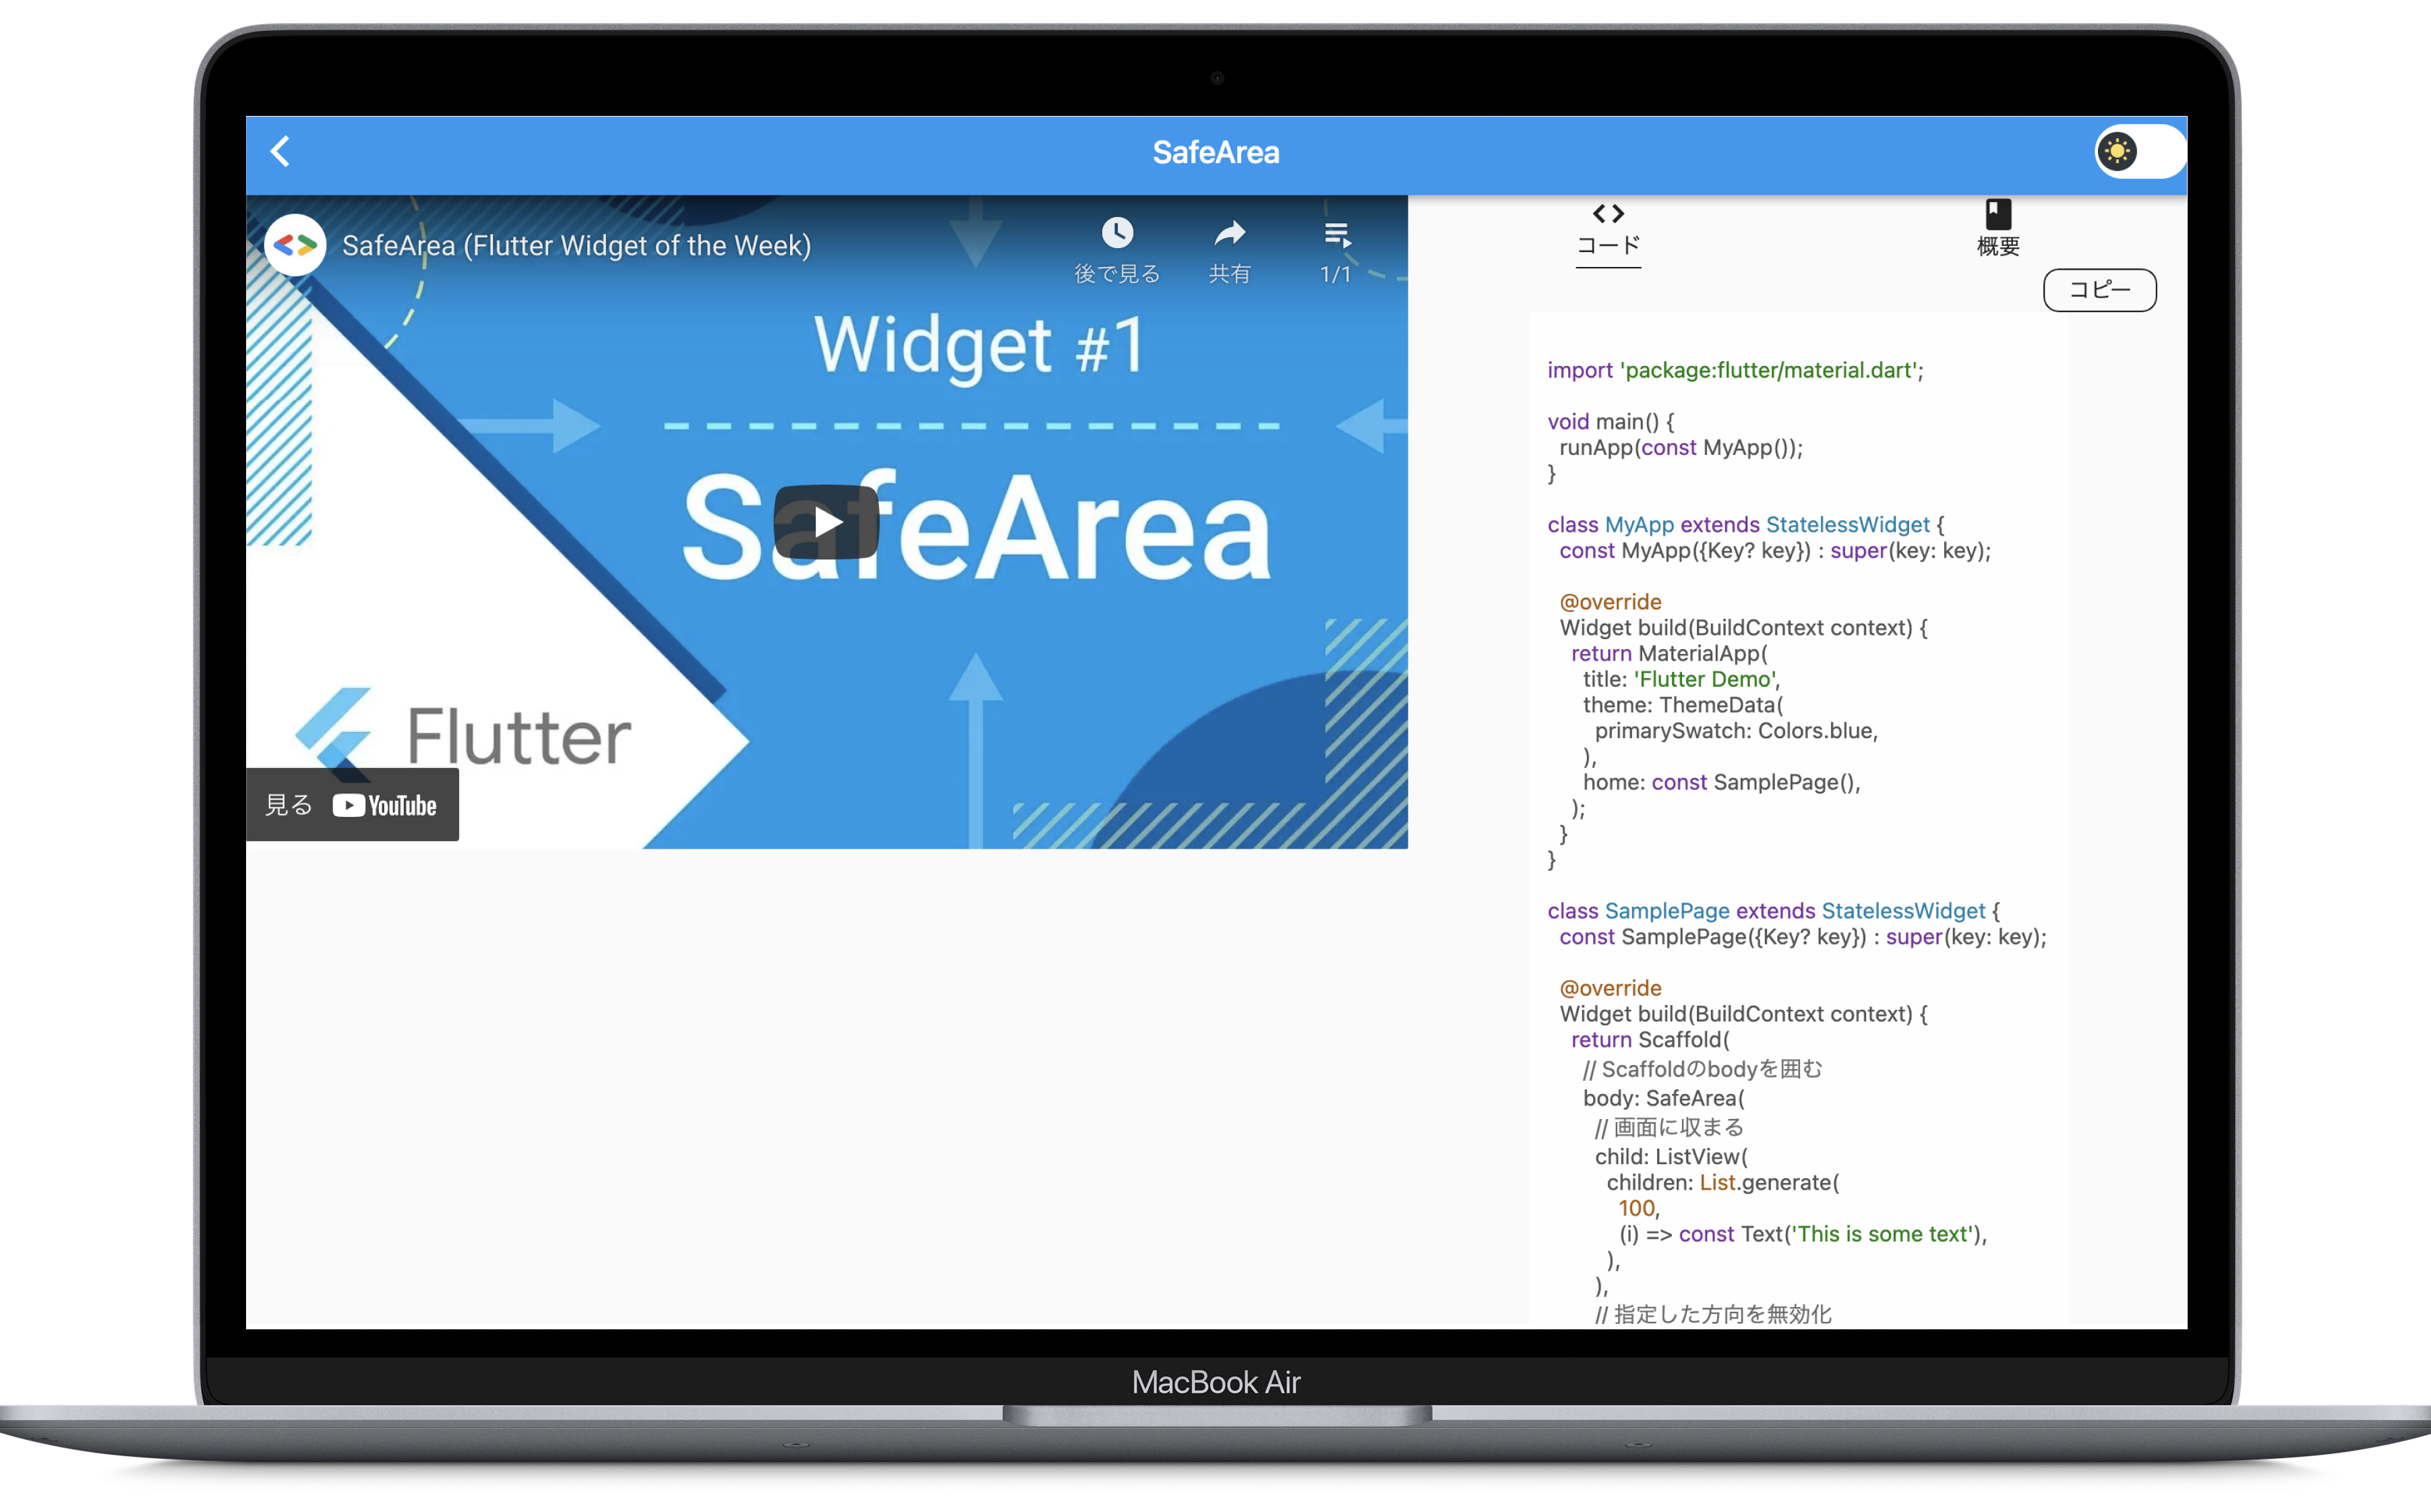 SafeArea
SafeArea (Flutter Widget of the Week)
後で見る
共有
1/1
Widget #1
SafeArea
Flutter
見る YouTube
コード
概要
コピー
import 'package:flutter/material.dart';
void main() {
runApp(const MyApp());
}
class MyApp extends StatelessWidget {
const MyApp({Key? key}) : super(key: key);
@override
Widget build(BuildContext context) {
return MaterialApp(
title: 'Flutter Demo',
theme: ThemeData(
primarySwatch: Colors.blue,
),
home: const SamplePage(),
);
}
}
class SamplePage extends StatelessWidget {
const SamplePage({Key? key}) : super(key: key);
@override
Widget build(BuildContext context) {
return Scaffold(
// Scaffoldのbodyを囲む
body: SafeArea(
// 画面に収まる
child: ListView(
children: List.generate(
100,
(i) => const Text('This is some text'),
),
),
// 指定した方向を無効化
MacBook Air